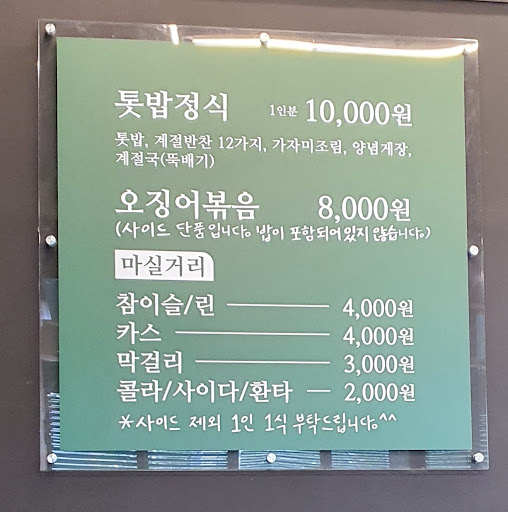 톳밥정식 1인분 10,000원
톳밥, 계절반찬 12가지, 가자미조림, 양념게장,
계절국(뚝배기)
오징어볶음 8,000원
(사이드 단품입니다. 밥이 포함되어있지 않습니다.)
마실거리
참이슬/린 4,000원
카스 4,000원
막걸리 3,000원
콜라/사이다/환타 2,000원
*사이드 제외 1인 1식 부탁드립니다.^^